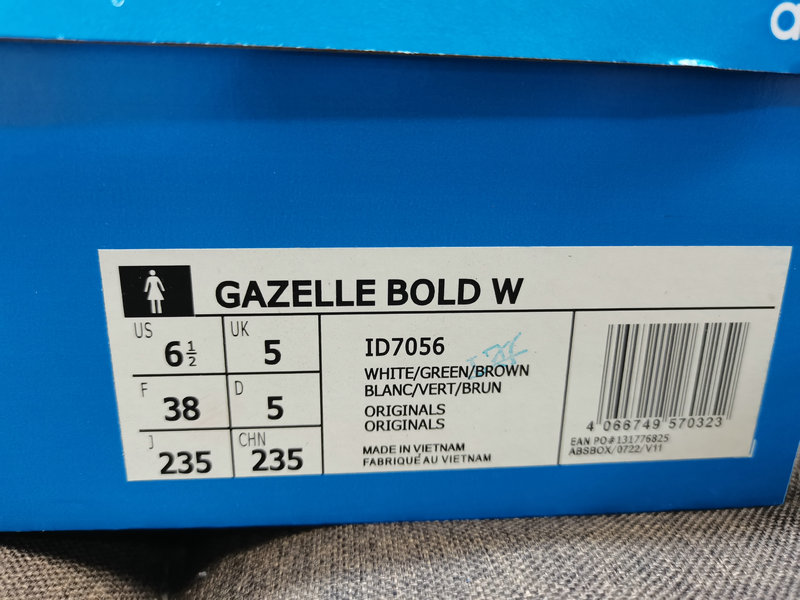 a
GAZELLE BOLD W
US 6½
UK 5
F 38
D 5
J 235
CHN 235
ID7056
WHITE/GREEN/BROWN
BLANC/VERT/BRUN
ORIGINALS
ORIGINALS
MADE IN VIETNAM
FABRIQUÉ AU VIETNAM
4 066749 570323
EAN PO#131776825
ABSBOX/0722/V11